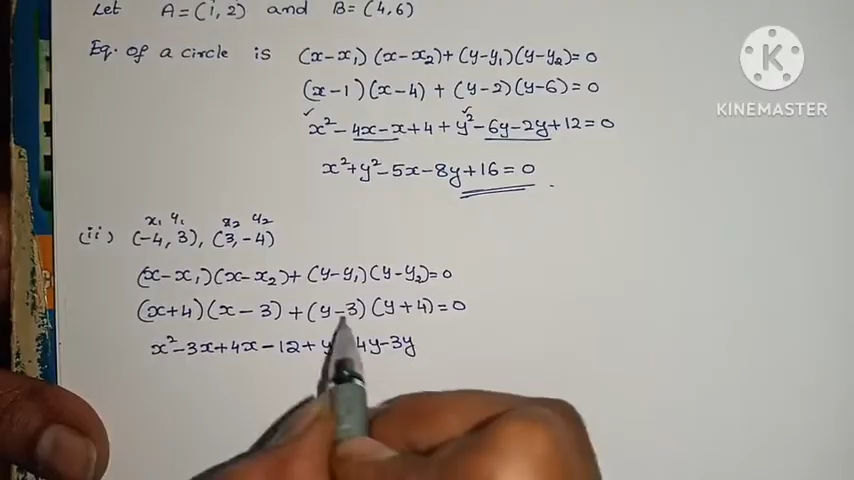 Let A=(1,2) and B=(4,6)
Eq. of a circle is (x-x₁)(x-x₂)+(y-y₁)(y-y₂)=0
(x-1)(x-4)+(y-2)(y-6)=0
x²-4x-x+4+y²-6y-2y+12=0
x²+y²-5x-8y+16=0
x₁ y₁ x₂ y₂
(ii) (-4,3), (3,-4)
(x-x₁)(x-x₂)+(y-y₁)(y-y₂)=0
(x+4)(x-3)+(y-3)(y+4)=0
x²-3x+4x-12+y 4y-3y
KINEMASTER